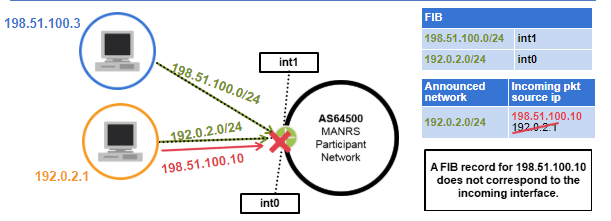 198.51.100.3
198.51.100.0/24
192.0.2.0/24
198.51.100.10
192.0.2.1
int1
AS64500
MANRS
Participant
Network
int0
FIB
198.51.100.0/24 int1
192.0.2.0/24 int0
Announced network
Incoming pkt source ip
192.0.2.0/24
198.51.100.10
192.0.2.1
A FIB record for 198.51.100.10
does not correspond to the
incoming interface.